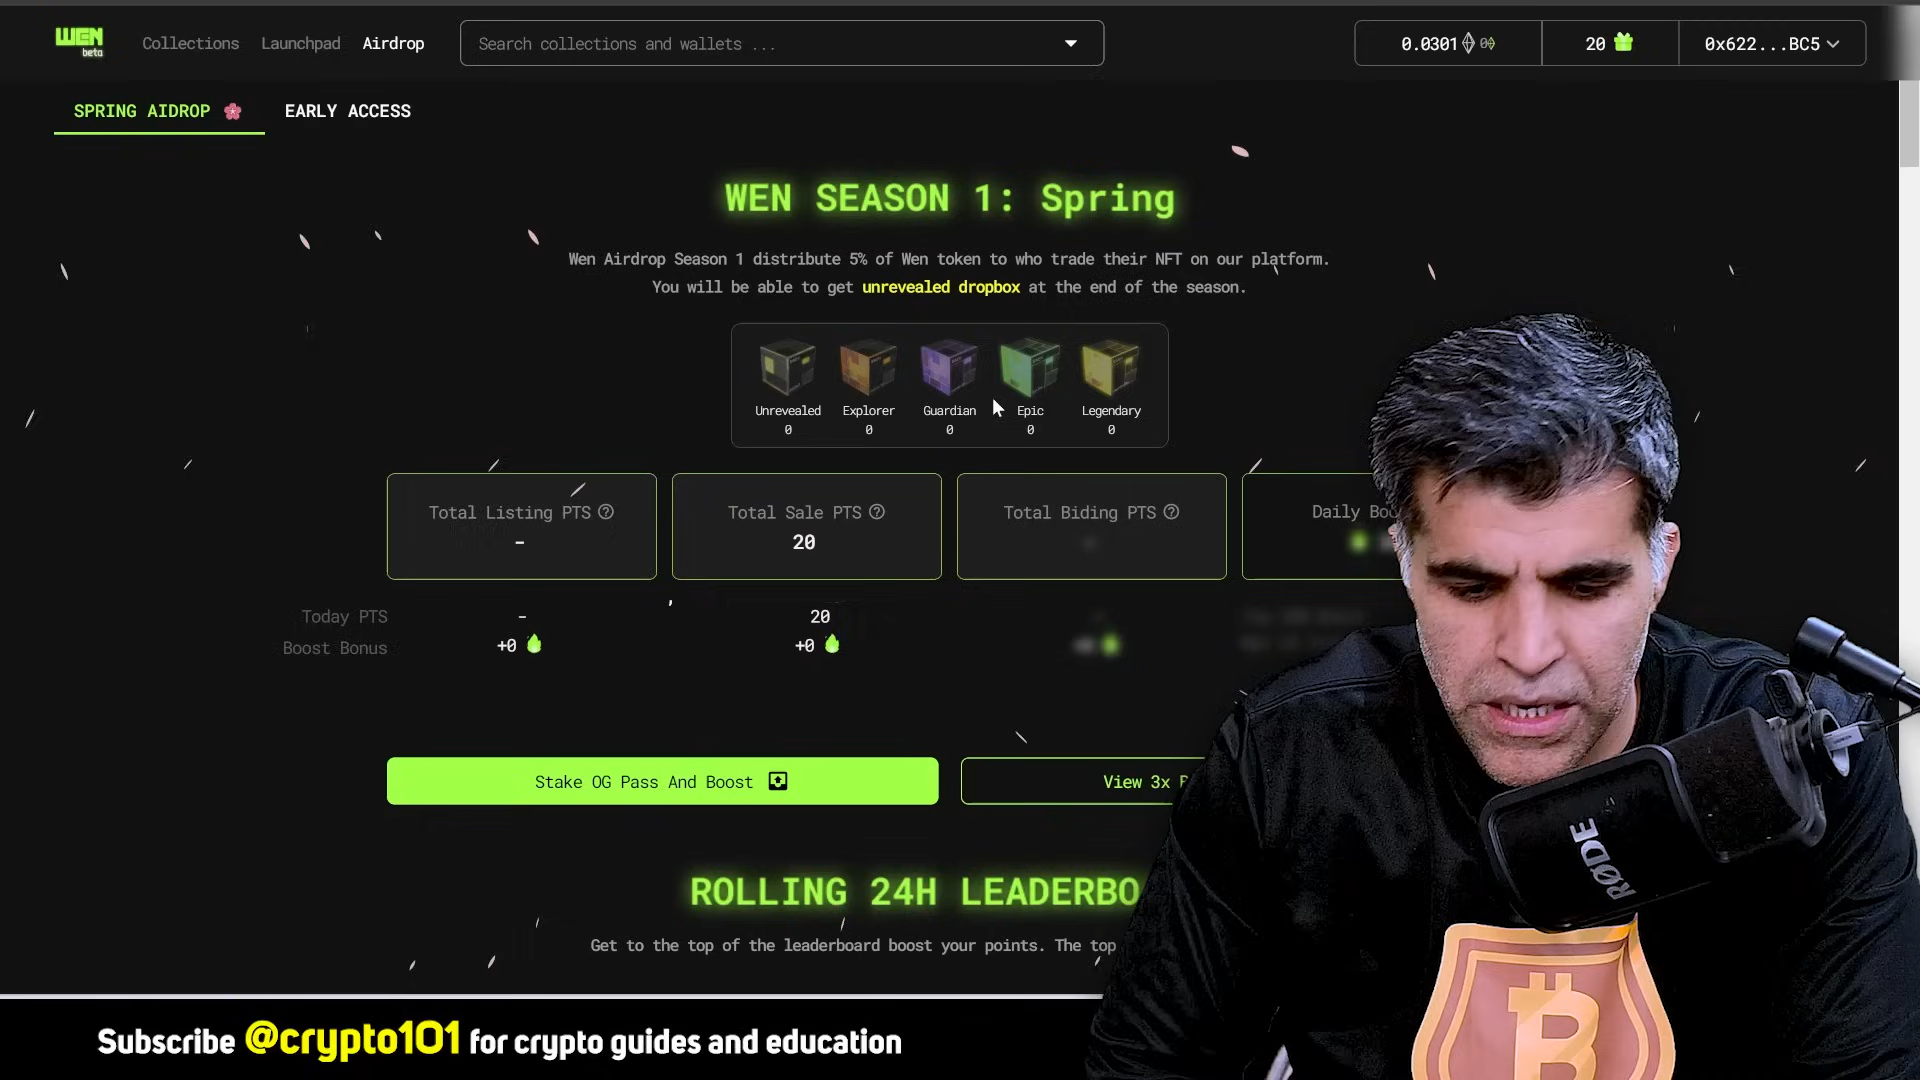 WEN
beta
Collections Launchpad Airdrop
Search collections and wallets ...
0.0301 0
20
0x622...BC5
SPRING AIDROP EARLY ACCESS
WEN SEASON 1: Spring
Wen Airdrop Season 1 distribute 5% of Wen token to who trade their NFT on our platform.
You will be able to get unrevealed dropbox at the end of the season.
Unrevealed Explorer Guardian Epic Legendary
0 0 0 0 0
Total Listing PTS Total Sale PTS Total Biding PTS Daily
- 20
Today PTS - 20
Boost Bonus +0 +0
Stake OG Pass And Boost
View 3x
ROLLING 24H
Get to the top of the leaderboard boost your points. The top
RØDE
B
Subscribe @crypto101 for crypto guides and education